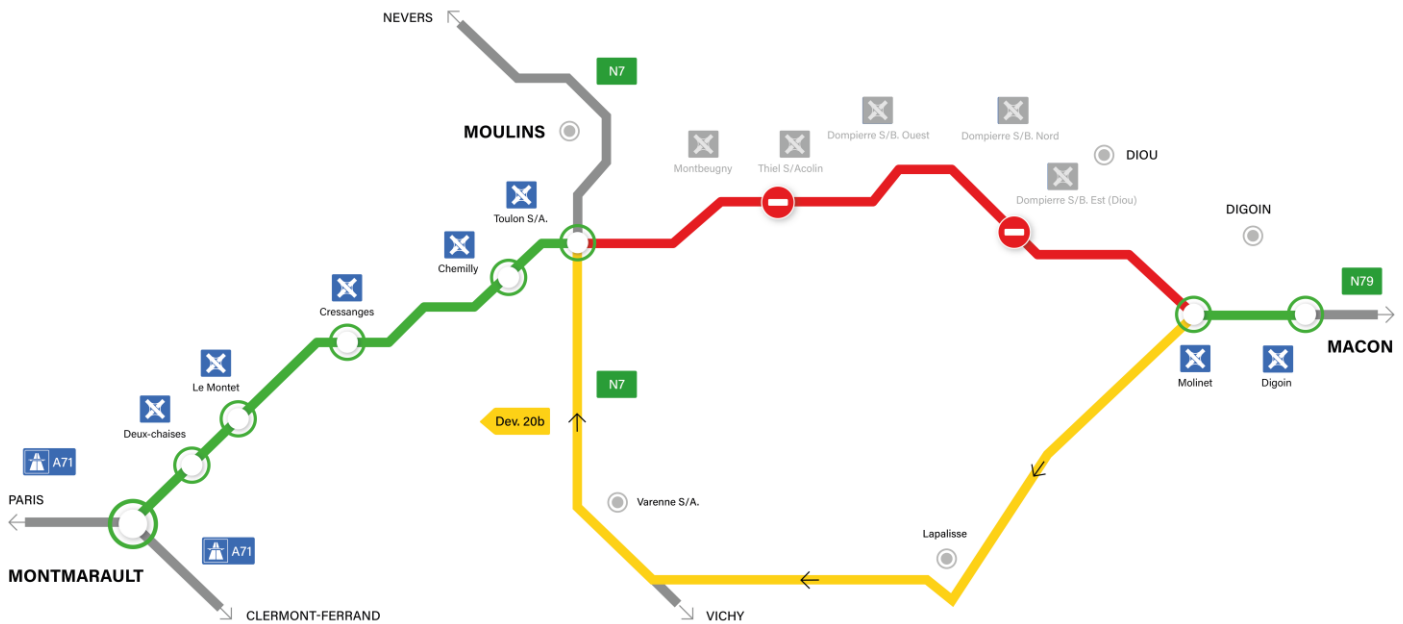 NEVERS
N7
MOULINS
Dompierre S/B. Ouest
Dompierre S/B. Nord
Montbeugny
Thiel S/Acolin
DIOU
Dompierre S/B. Est (Diou)
Toulon S/A.
DIGOIN
Chemilly
N79
Cressanges
MACON
Molinet
Digoin
Le Montet
N7
Dev. 20b
Deux-chaises
A71
PARIS
Varenne S/A.
Lapalisse
A71
MONTMARAULT
CLERMONT-FERRAND
VICHY